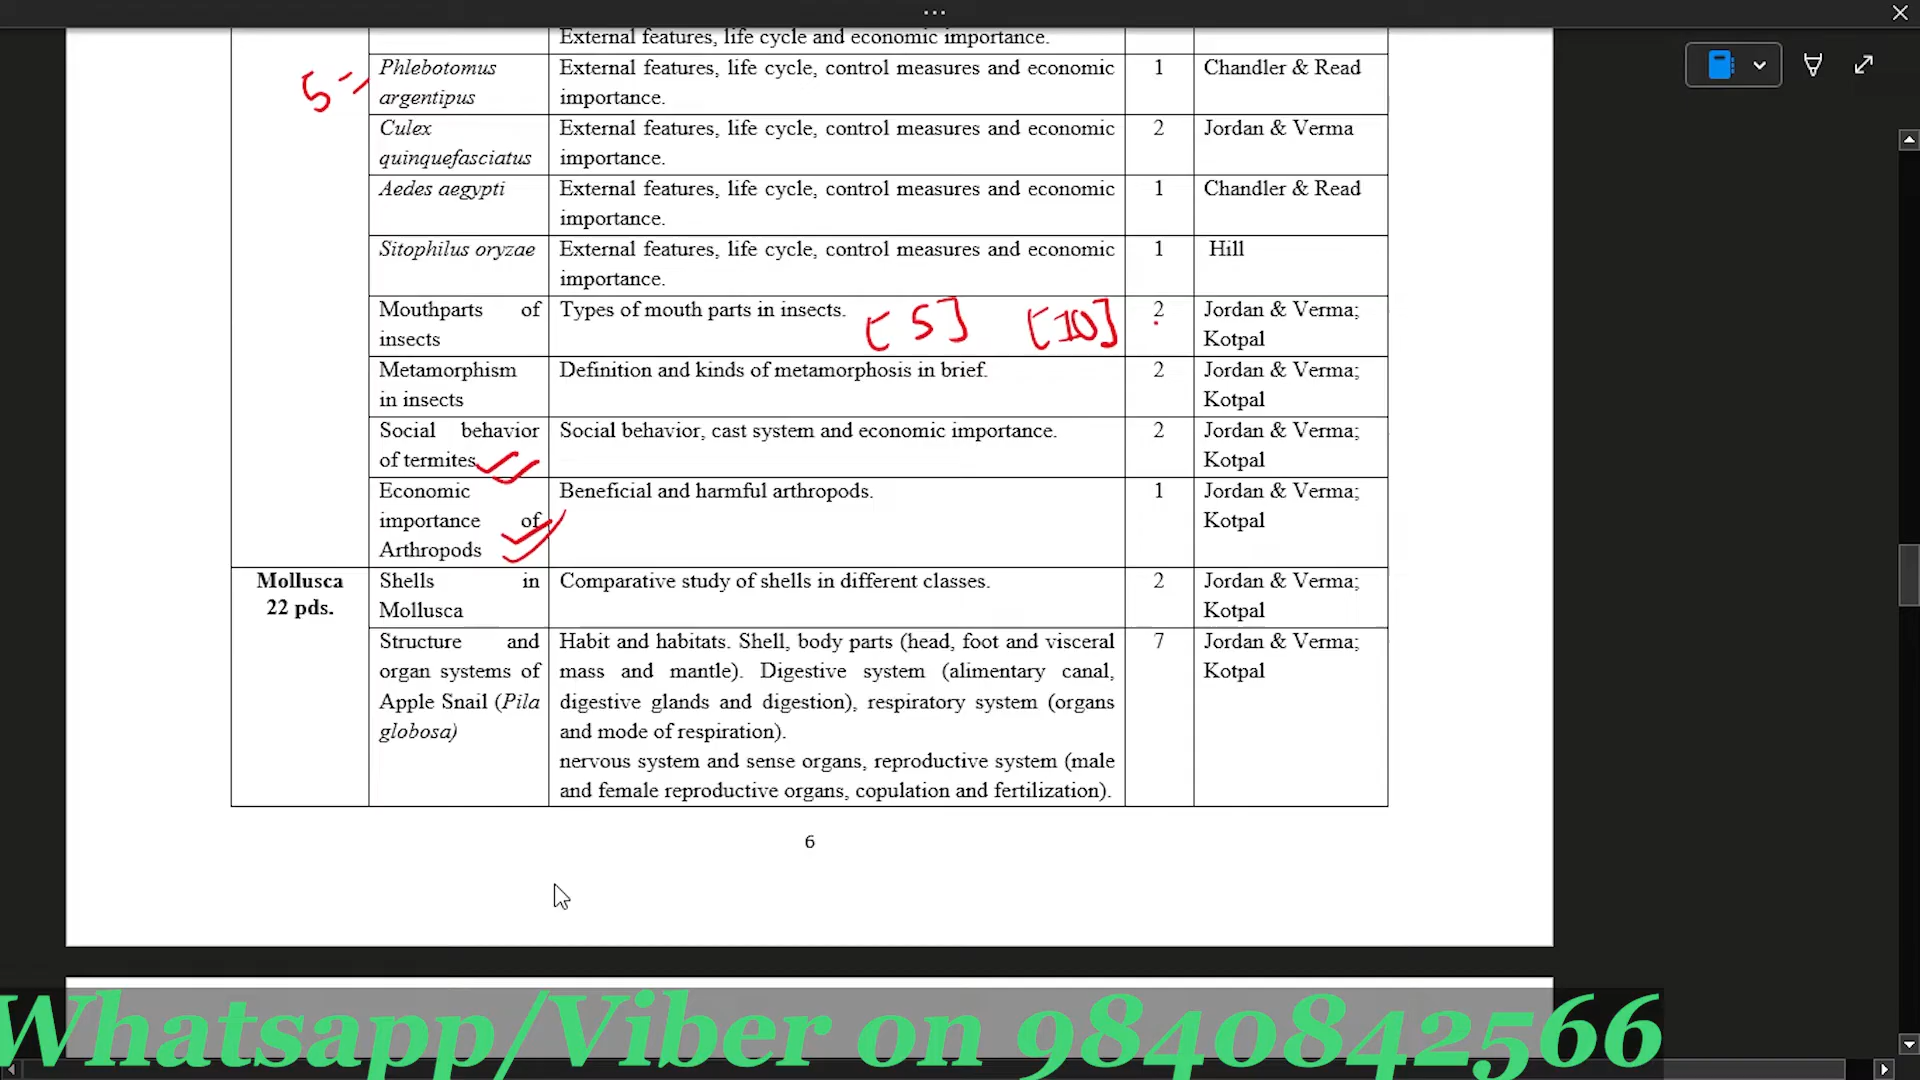 External features, life cycle and economic importance.
5 =
Phlebotomus argentipus
External features, life cycle, control measures and economic importance.
1
Chandler & Read
Culex quinquefasciatus
External features, life cycle, control measures and economic importance.
2
Jordan & Verma
Aedes aegypti
External features, life cycle, control measures and economic importance.
1
Chandler & Read
Sitophilus oryzae
External features, life cycle, control measures and economic importance.
1
Hill
Mouthparts of insects
Types of mouth parts in insects.
[5] [10]
2
Jordan & Verma;
Kotpal
Metamorphism in insects
Definition and kinds of metamorphosis in brief.
2
Jordan & Verma;
Kotpal
Social behavior of termites
Social behavior, cast system and economic importance.
2
Jordan & Verma;
Kotpal
Economic importance of Arthropods
Beneficial and harmful arthropods.
1
Jordan & Verma;
Kotpal
Mollusca
22 pds.
Shells in Mollusca
Comparative study of shells in different classes.
2
Jordan & Verma;
Kotpal
Structure and organ systems of Apple Snail (Pila globosa)
Habit and habitats. Shell, body parts (head, foot and visceral
mass and mantle). Digestive system (alimentary canal,
digestive glands and digestion), respiratory system (organs
and mode of respiration).
nervous system and sense organs, reproductive system (male
and female reproductive organs, copulation and fertilization).
7
Jordan & Verma;
Kotpal
6
Whatsapp/Viber on 9840842566